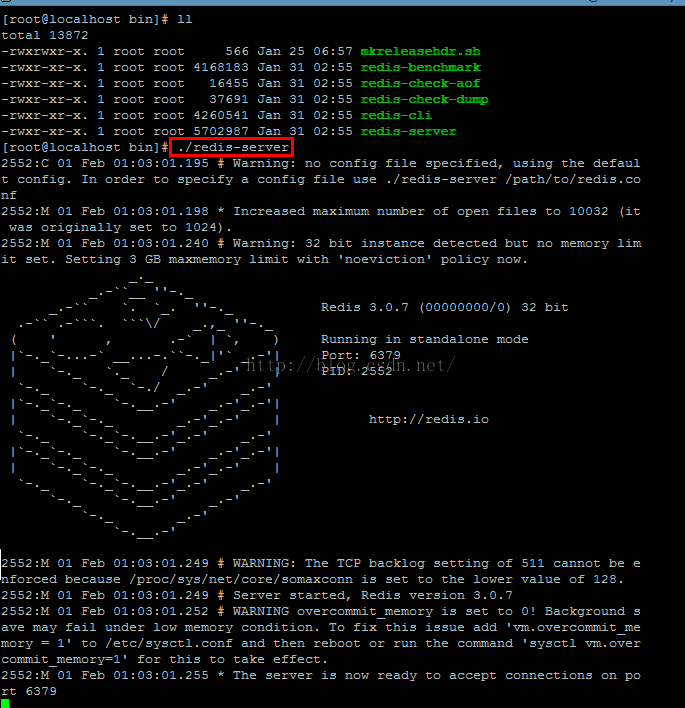 [root@localhost bin]# ll
total 13872
-rwxrwxr-x. 1 root root     566 Jan 25 06:57 mkreleasehdr.sh
-rwxr-xr-x. 1 root root 4168183 Jan 31 02:55 redis-benchmark
-rwxr-xr-x. 1 root root   16455 Jan 31 02:55 redis-check-aof
-rwxr-xr-x. 1 root root   37691 Jan 31 02:55 redis-check-dump
-rwxr-xr-x. 1 root root 4260541 Jan 31 02:55 redis-cli
-rwxr-xr-x. 1 root root 5702987 Jan 31 02:55 redis-server
[root@localhost bin]# ./redis-server
2552:C 01 Feb 01:03:01.195 # Warning: no config file specified, using the defaul
t config. In order to specify a config file use ./redis-server /path/to/redis.co
nf
2552:M 01 Feb 01:03:01.198 * Increased maximum number of open files to 10032 (it
 was originally set to 1024).
2552:M 01 Feb 01:03:01.240 # Warning: 32 bit instance detected but no memory lim
it set. Setting 3 GB maxmemory limit with 'noeviction' policy now.
Redis 3.0.7 (00000000/0) 32 bit
Running in standalone mode
Port: 6379
http://blog.csdn.net/
PID: 2552
http://redis.io
2552:M 01 Feb 01:03:01.249 # WARNING: The TCP backlog setting of 511 cannot be e
nforced because /proc/sys/net/core/somaxconn is set to the lower value of 128.
2552:M 01 Feb 01:03:01.249 # Server started, Redis version 3.0.7
2552:M 01 Feb 01:03:01.252 # WARNING overcommit_memory is set to 0! Background s
ave may fail under low memory condition. To fix this issue add 'vm.overcommit_me
mory = 1' to /etc/sysctl.conf and then reboot or run the command 'sysctl vm.over
commit_memory=1' for this to take effect.
2552:M 01 Feb 01:03:01.255 * The server is now ready to accept connections on po
rt 6379